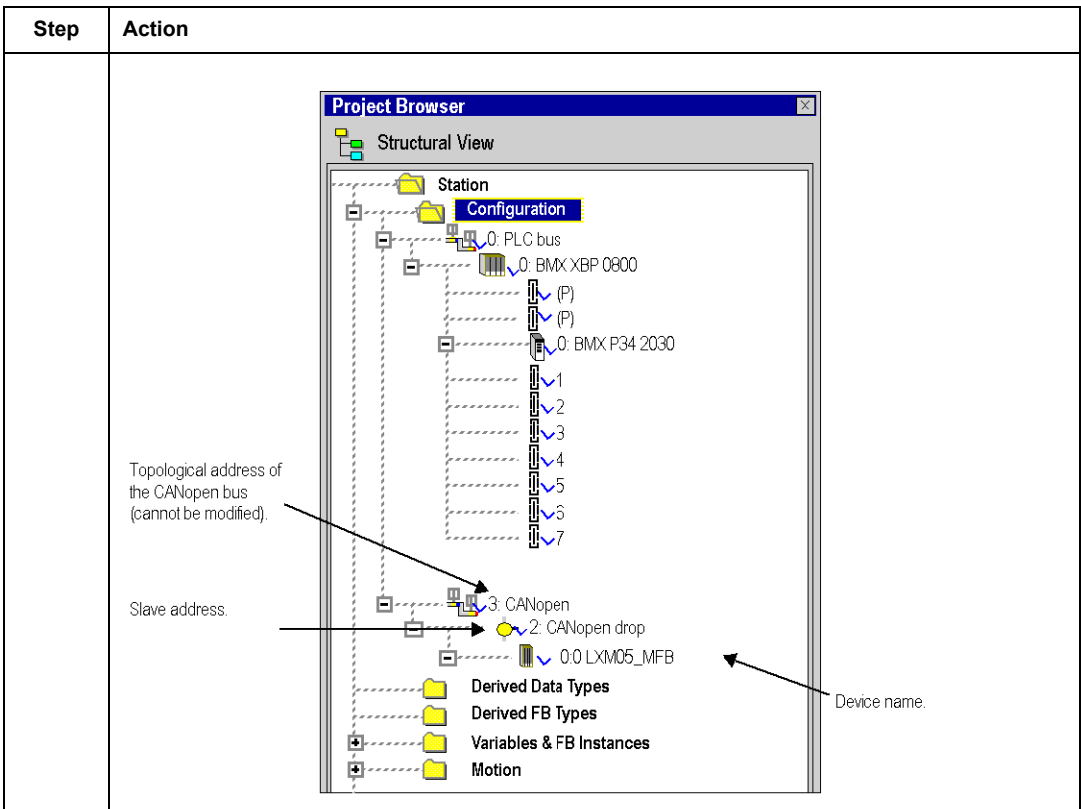 Step Action
Project Browser
Structural View
Station
Configuration
0: PLC bus
0: BMX XBP 0800
(P)
(P)
0: BMX P34 2030
1
2
3
4
5
6
7
Topological address of
the CANopen bus
(cannot be modified).
3: CANopen
Slave address.
2: CANopen drop
0:0 LXM05_MFB
Device name.
Derived Data Types
Derived FB Types
Variables & FB Instances
Motion